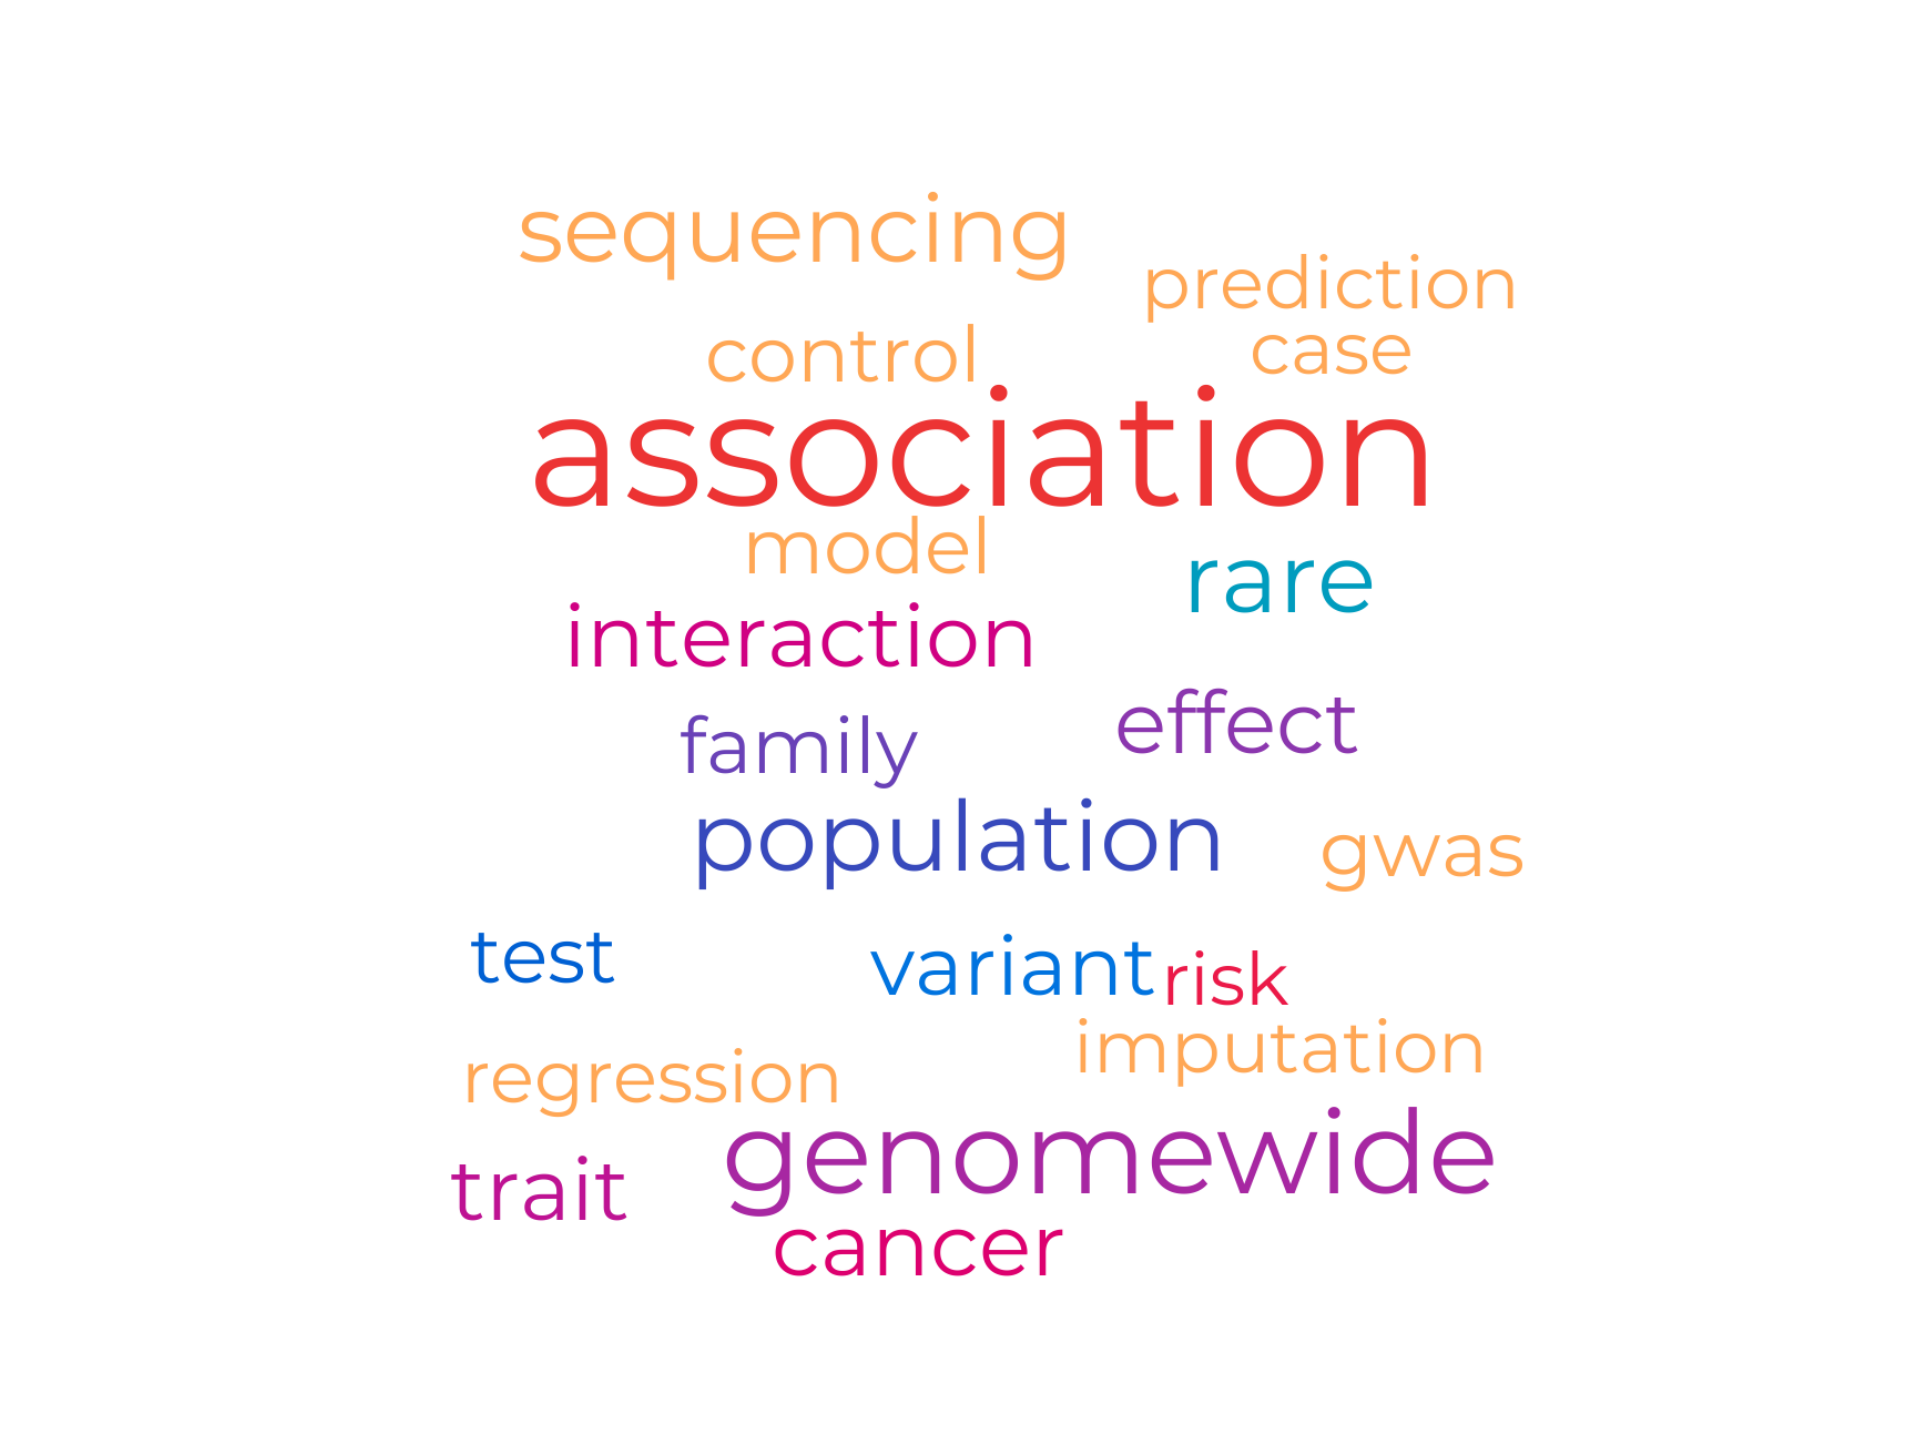 sequencing
prediction
control
case
association
model
rare
interaction
effect
family
population
gwas
test
variant
risk
imputation
regression
genomewide
trait
cancer